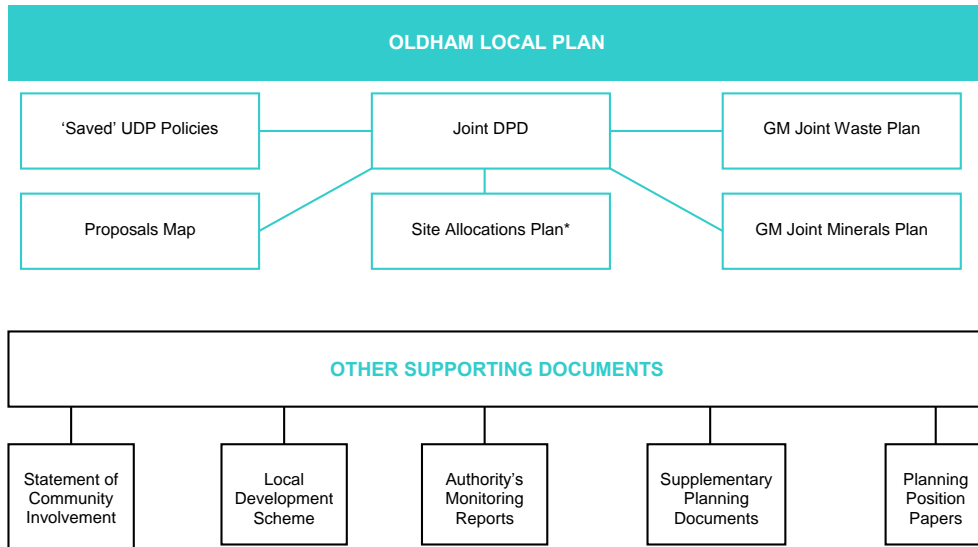 OLDHAM LOCAL PLAN
‘Saved’ UDP Policies
Joint DPD
GM Joint Waste Plan
Proposals Map
Site Allocations Plan*
GM Joint Minerals Plan
OTHER SUPPORTING DOCUMENTS
Statement of
Community
Involvement
Local
Development
Scheme
Authority’s
Monitoring
Reports
Supplementary
Planning
Documents
Planning
Position
Papers